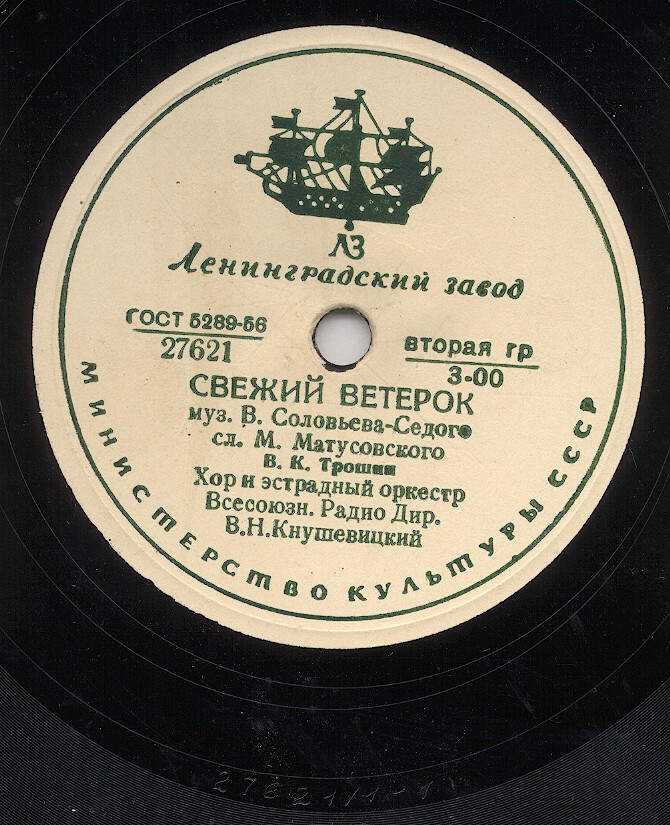 ЛЗ
Ленинградский завод
ГОСТ 5289-56
27621
вторая гр
3-00
СВЕЖИЙ ВЕТЕРОК
муз. В. Соловьева-Седого
сл. М. Матусовского
В. К. Трошин
Хор и эстрадный оркестр
Всесоюзн. Радио Дир.
В.Н.Кнушевицкий
МИНИСТЕРСТВО КУЛЬТУРЫ СССР